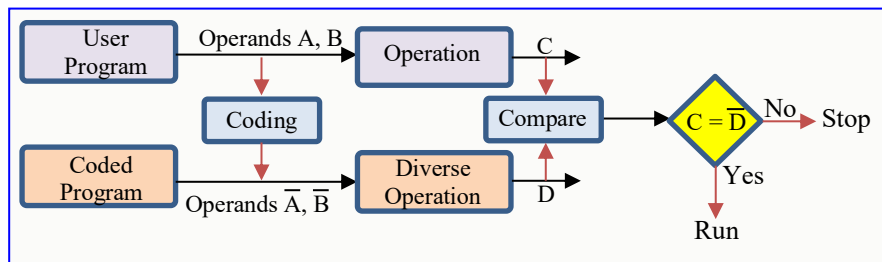 User
Program
Operands A, B
Operation
C
Coding
Compare
C = D̅
No
Stop
Coded
Program
Operands A̅, B̅
Diverse
Operation
D
Yes
Run